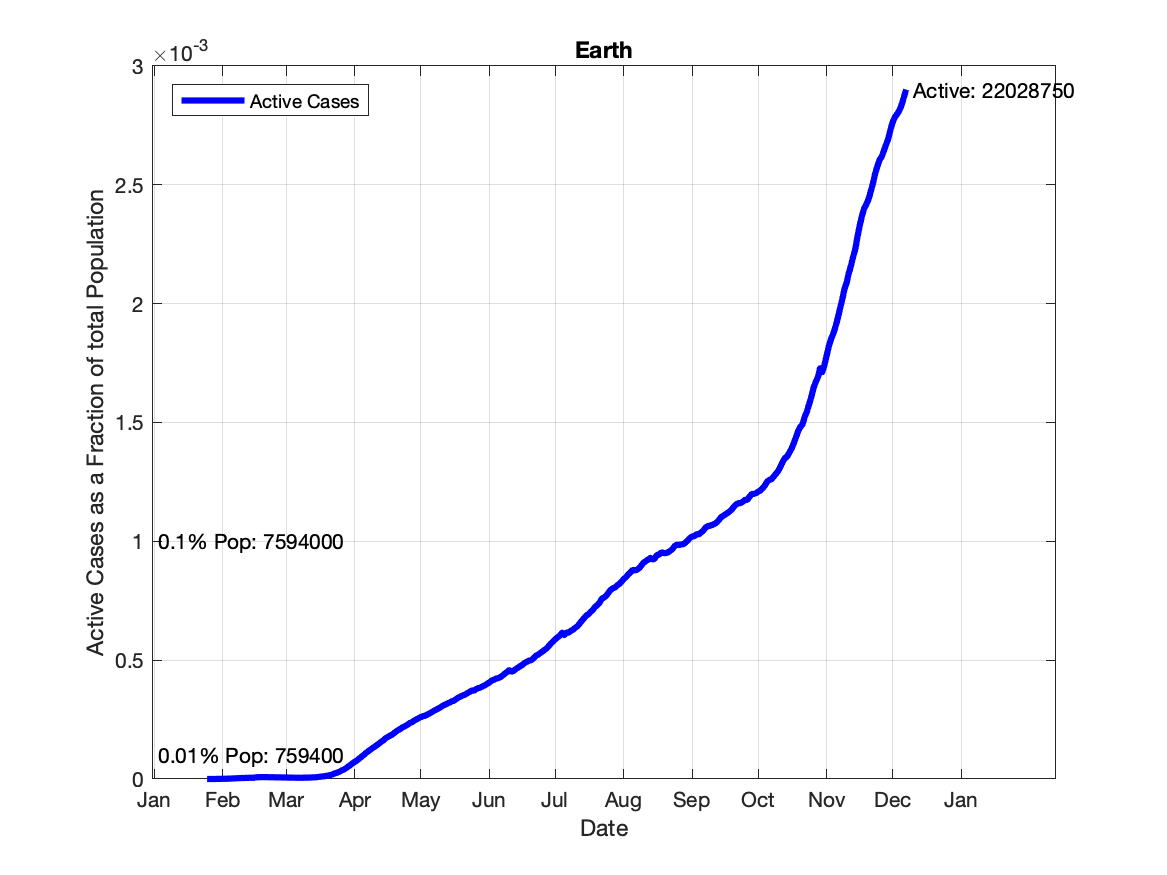 Earth
×10-3
3
Active Cases
Active: 22028750
2.5
2
1.5
1
0.1% Pop: 7594000
0.5
0.01% Pop: 759400
0
Active Cases as a Fraction of total Population
Jan Feb Mar Apr May Jun Jul Aug Sep Oct Nov Dec Jan
Date